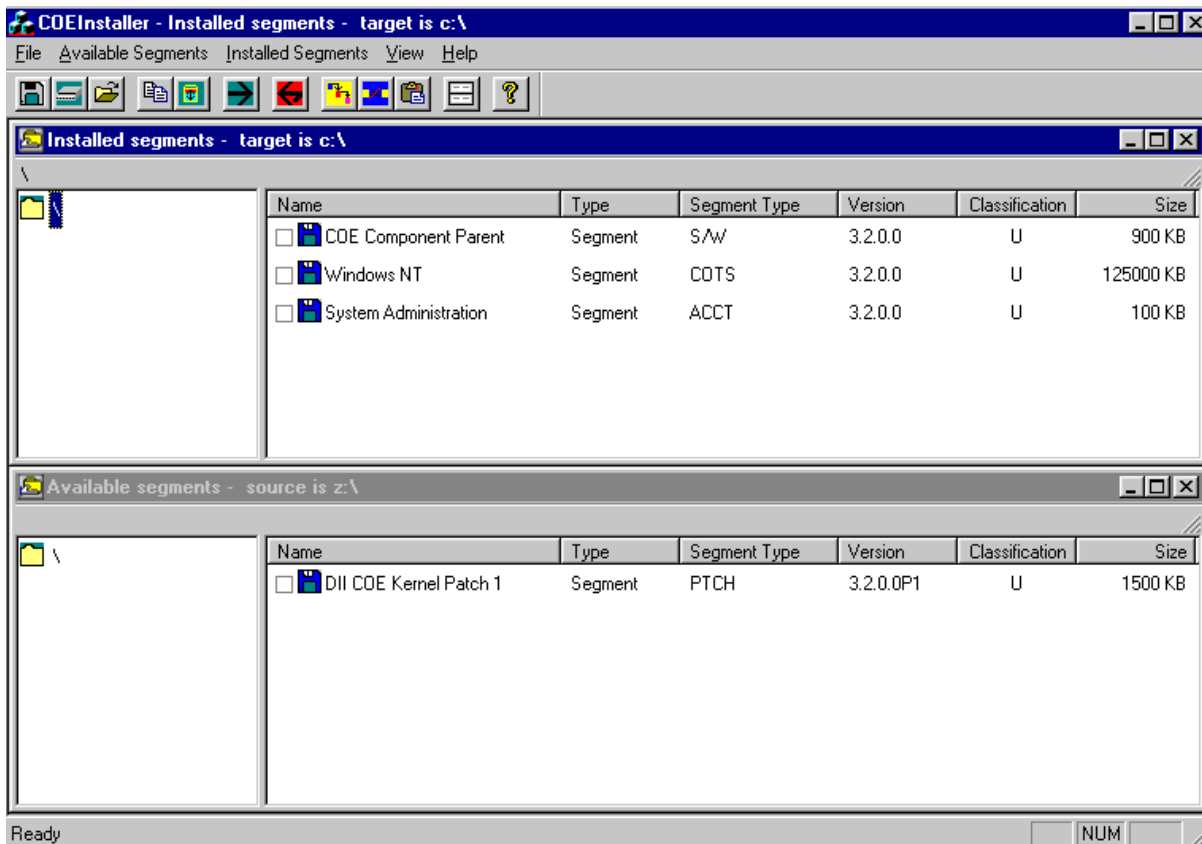 COEInstaller - Installed segments - target is c:\
File Available Segments Installed Segments View Help
Installed segments - target is c:\
\
\
Name Type Segment Type Version Classification Size
COE Component Parent Segment S/W 3.2.0.0 U 900 KB
Windows NT Segment COTS 3.2.0.0 U 125000 KB
System Administration Segment ACCT 3.2.0.0 U 100 KB
Available segments - source is z:\
\
Name Type Segment Type Version Classification Size
DII COE Kernel Patch 1 Segment PTCH 3.2.0.0P1 U 1500 KB
Ready NUM